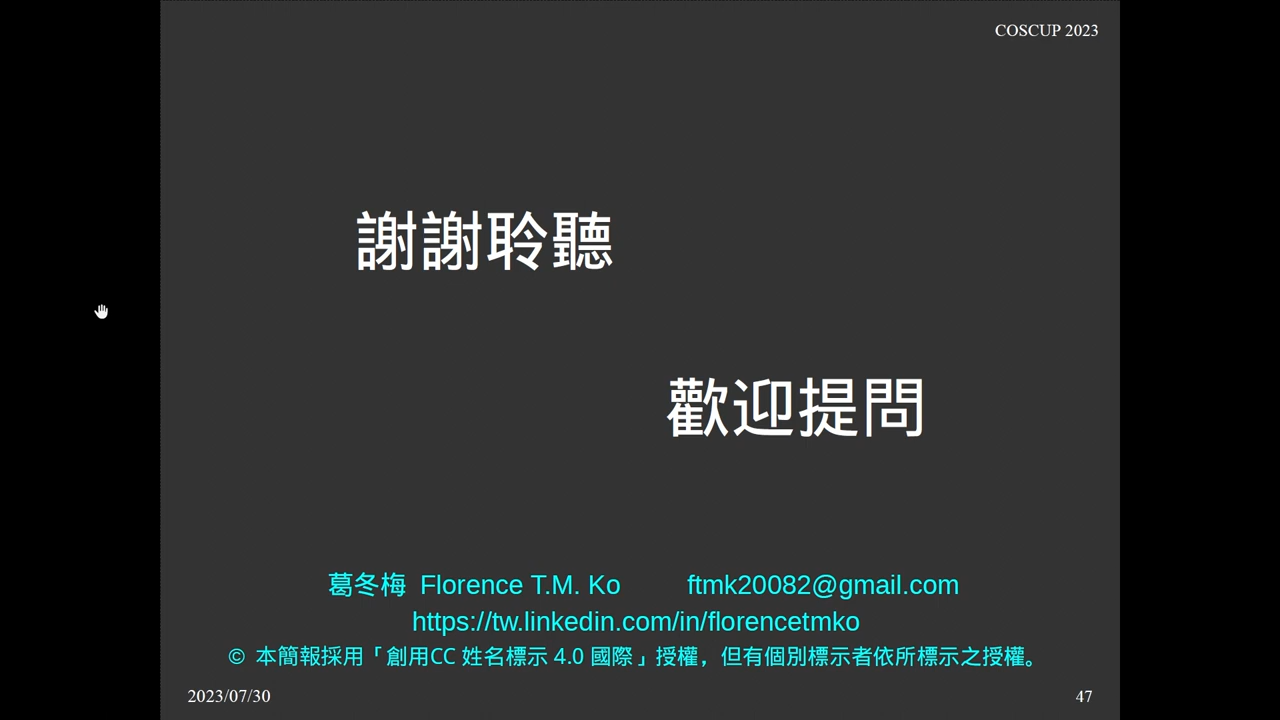 COSCUP 2023
謝謝聆聽
歡迎提問
葛冬梅 Florence T.M. Ko ftmk20082@gmail.com
https://tw.linkedin.com/in/florencetmko
© 本簡報採用「創用CC 姓名標示 4.0 國際」授權，但有個別標示者依所標示之授權。
2023/07/30 47